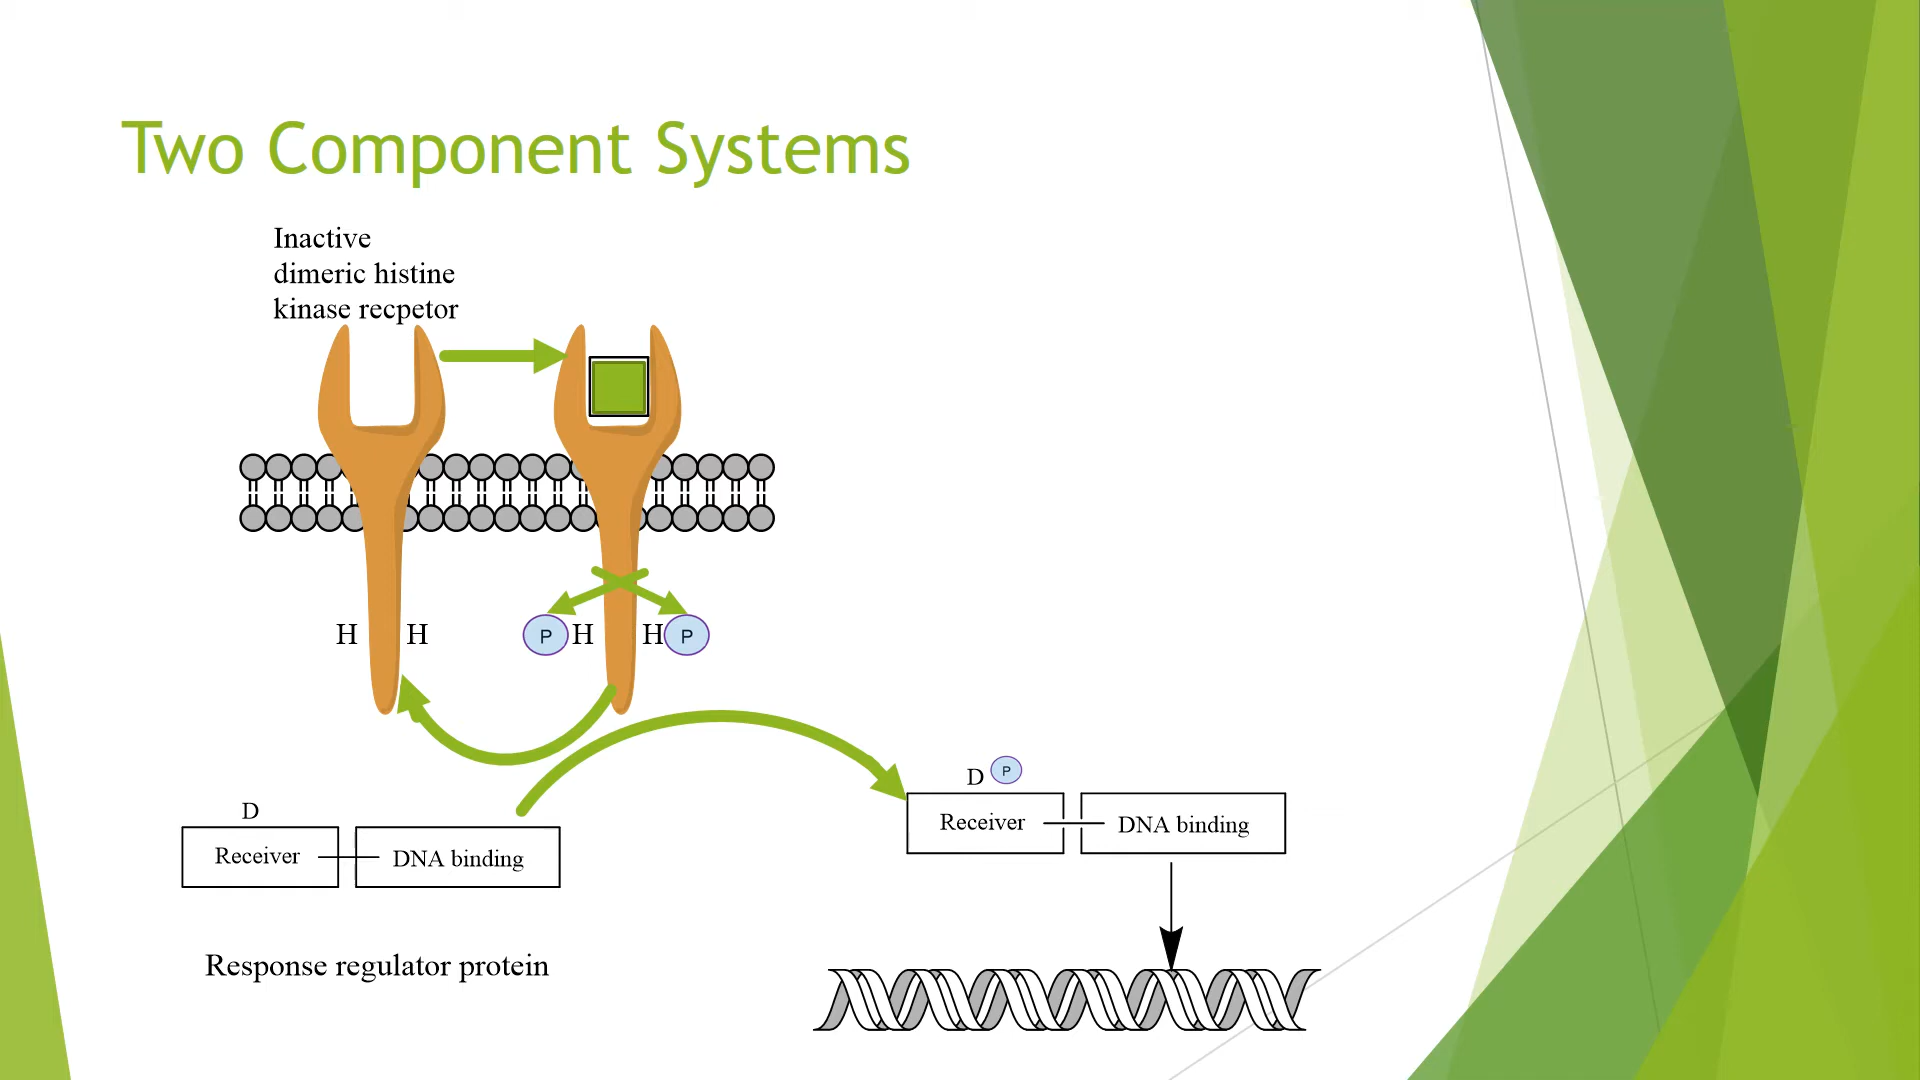 Two Component Systems
Inactive
dimeric histine
kinase recpetor
H H P H H P
D P
D
Receiver DNA binding
Receiver DNA binding
Response regulator protein